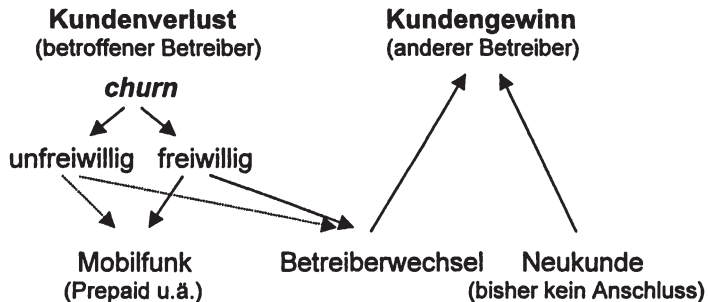 Kundenverlust
(betroffener Betreiber)
Kundengewinn
(anderer Betreiber)
churn
unfreiwillig
freiwillig
Mobilfunk
(Prepaid u.ä.)
Betreiberwechsel
Neukunde
(bisher kein Anschluss)